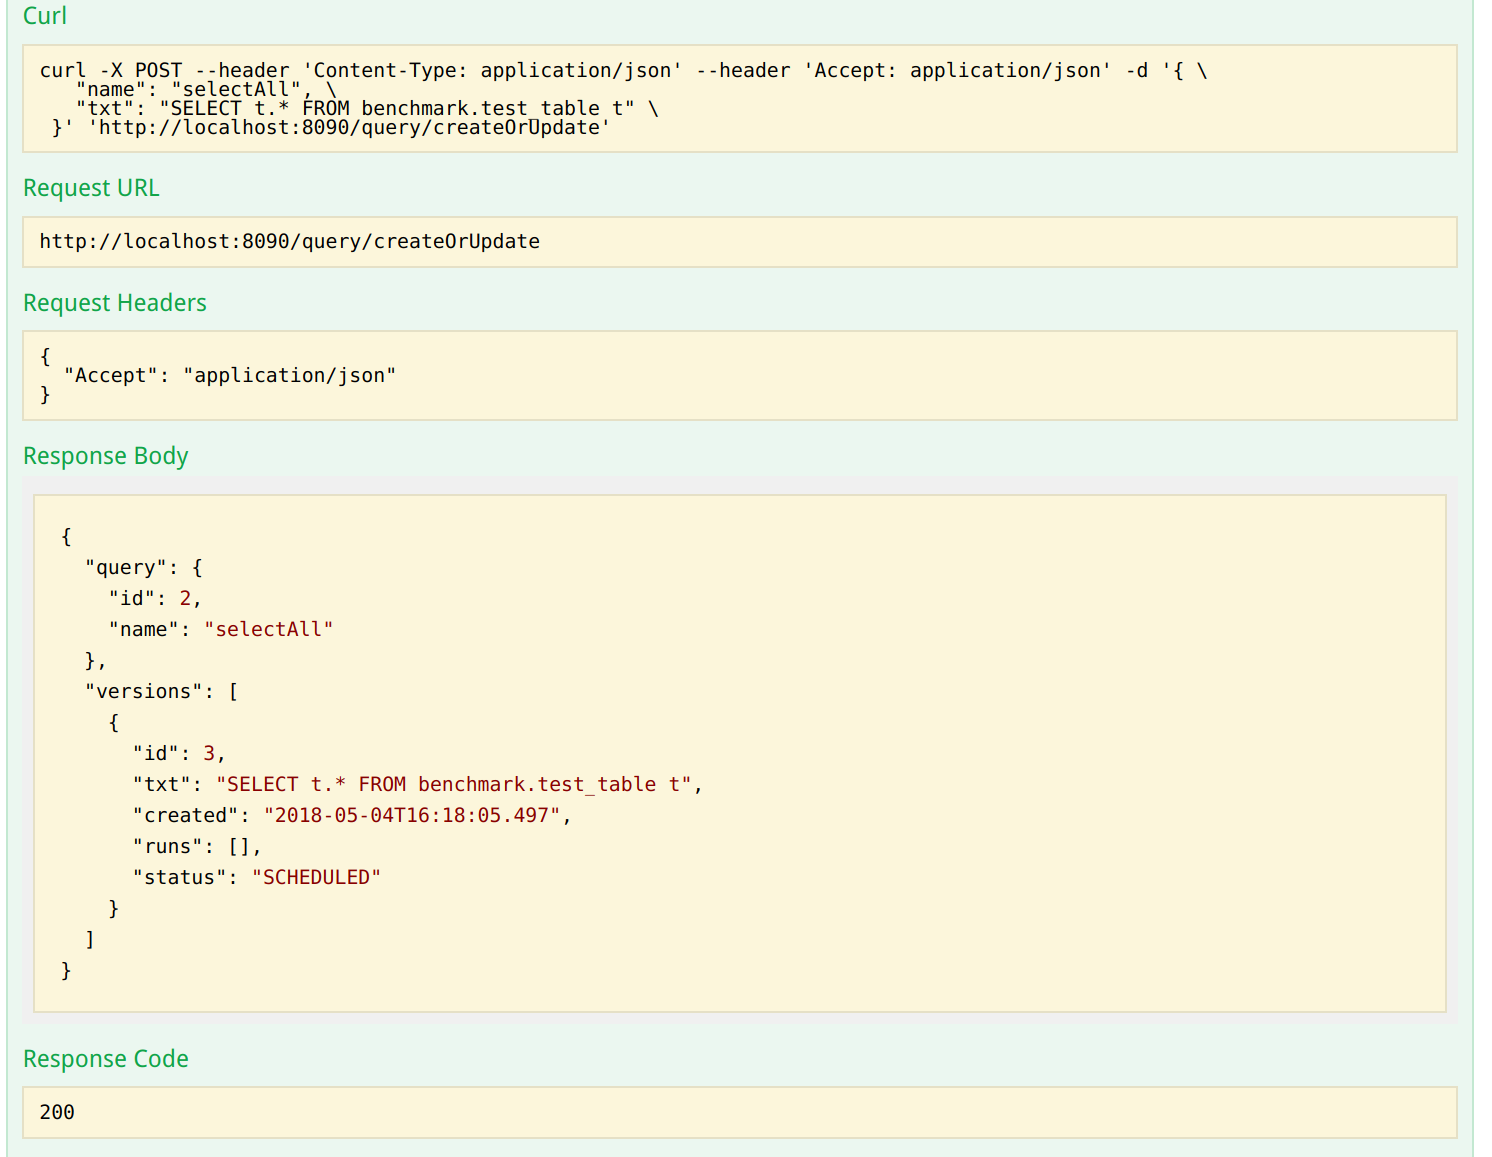 Curl
curl -X POST --header 'Content-Type: application/json' --header 'Accept: application/json' -d '{ \
   "name": "selectAll", \
   "txt": "SELECT t.* FROM benchmark.test_table t" \
 }' 'http://localhost:8090/query/createOrUpdate'
Request URL
http://localhost:8090/query/createOrUpdate
Request Headers
{
  "Accept": "application/json"
}
Response Body
{
  "query": {
    "id": 2,
    "name": "selectAll"
  },
  "versions": [
    {
      "id": 3,
      "txt": "SELECT t.* FROM benchmark.test_table t",
      "created": "2018-05-04T16:18:05.497",
      "runs": [],
      "status": "SCHEDULED"
    }
  ]
}
Response Code
200